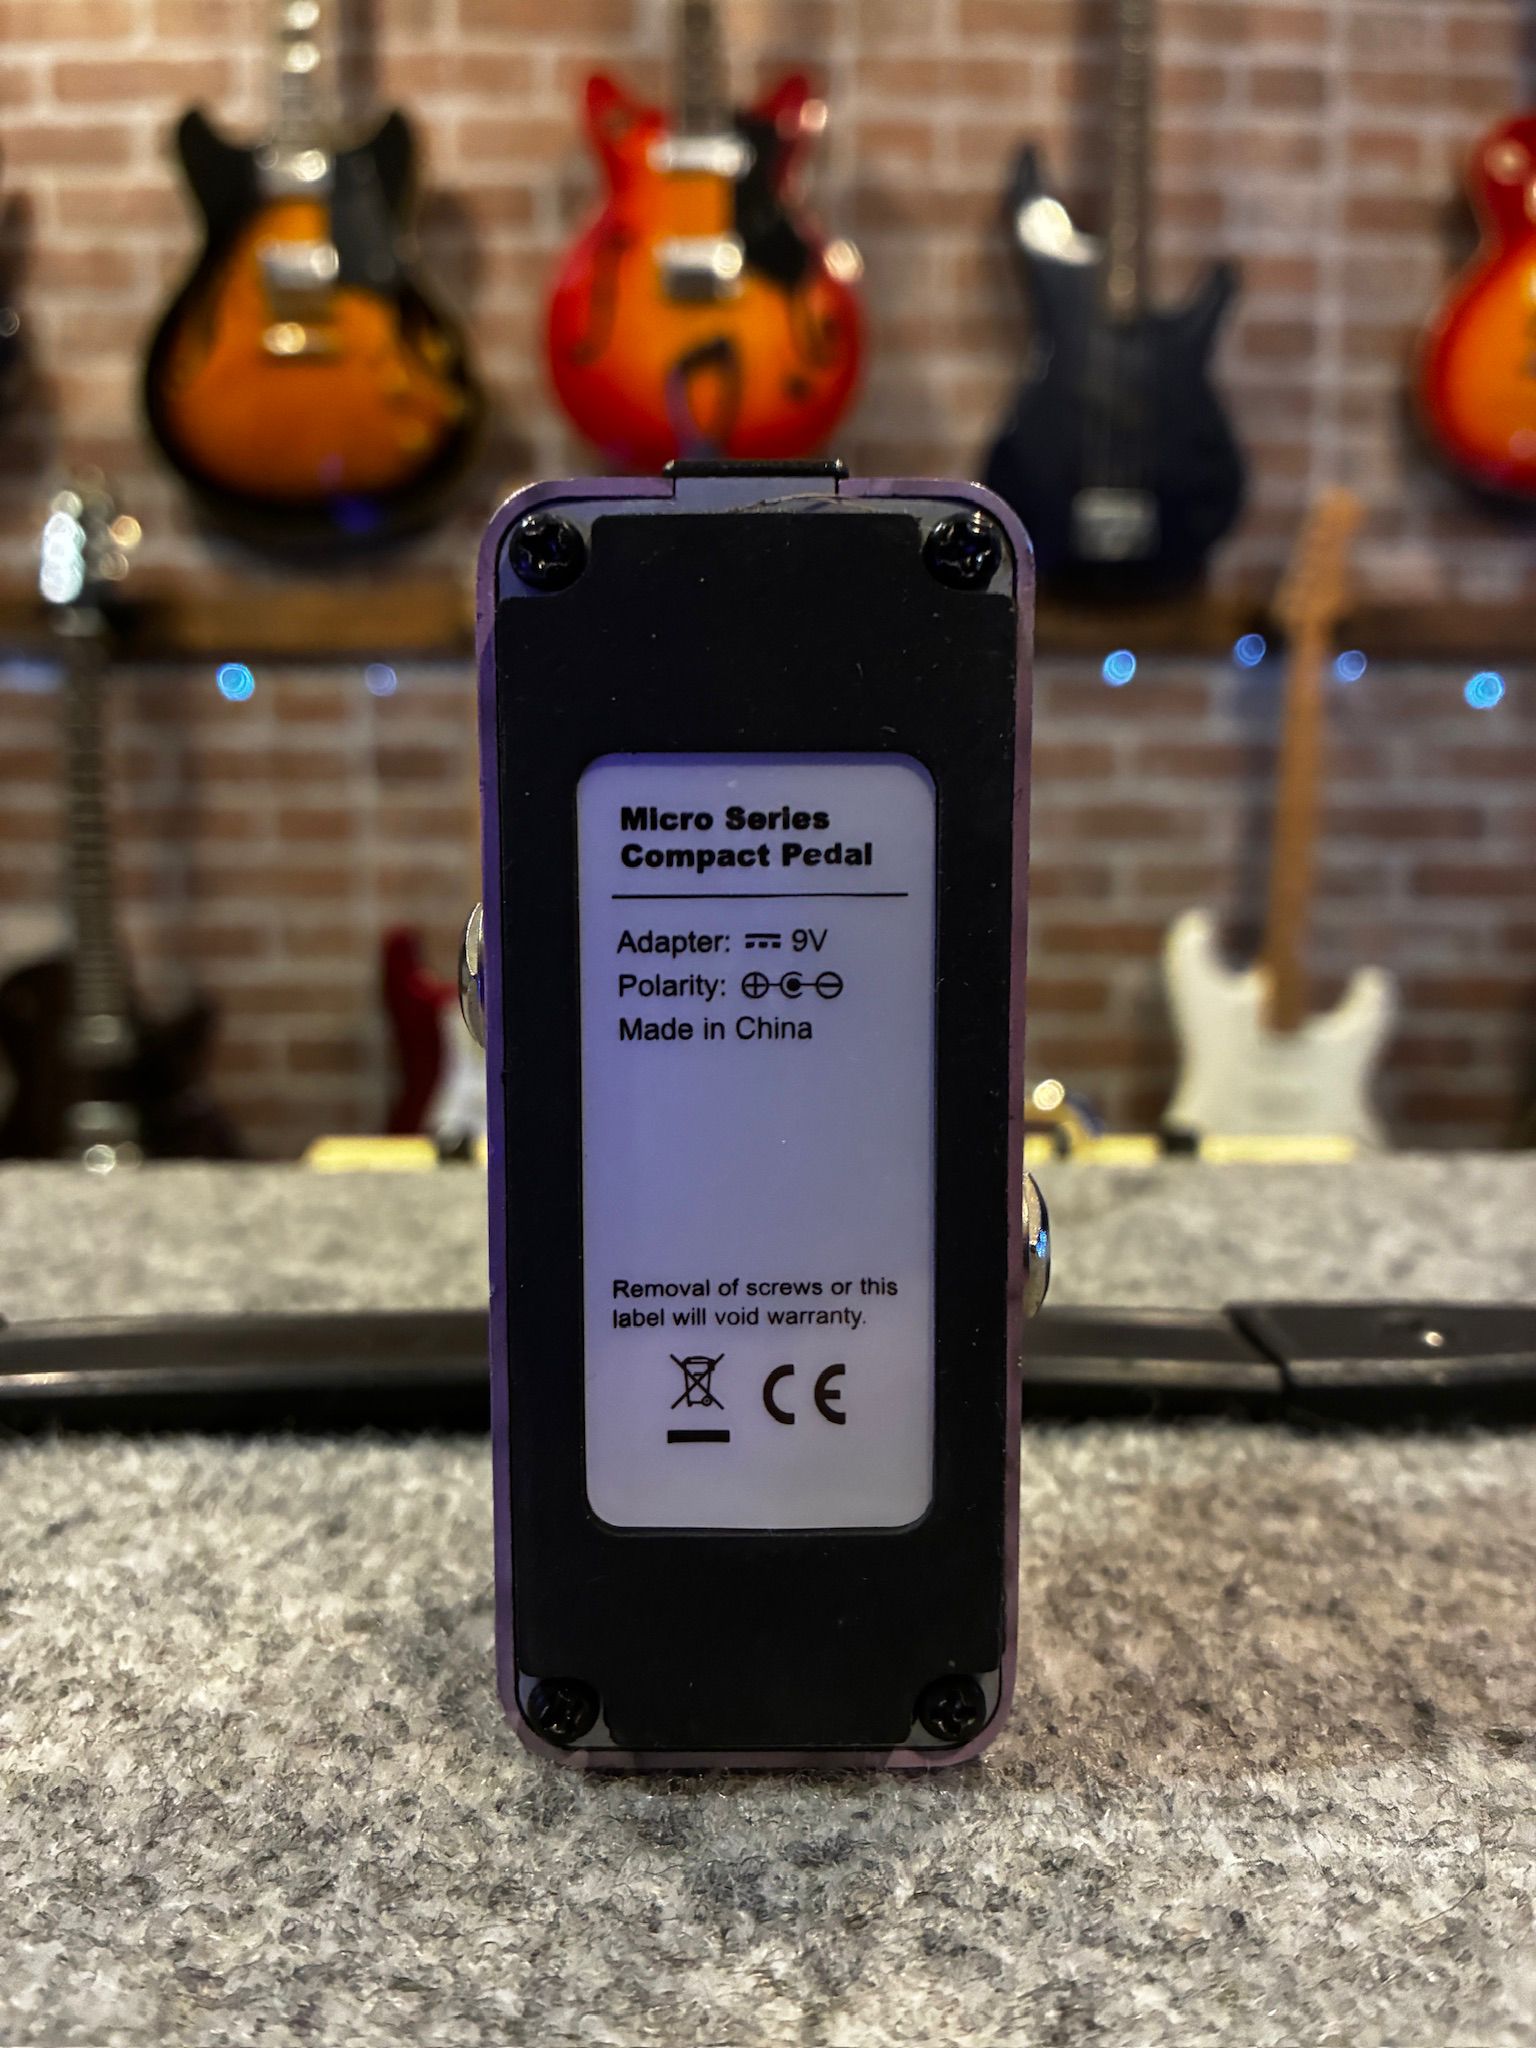 Micro Series
Compact Pedal
Adapter: ⎓ 9V
Polarity: ⊕-C-⊖
Made in China
Removal of screws or this
label will void warranty.
CE